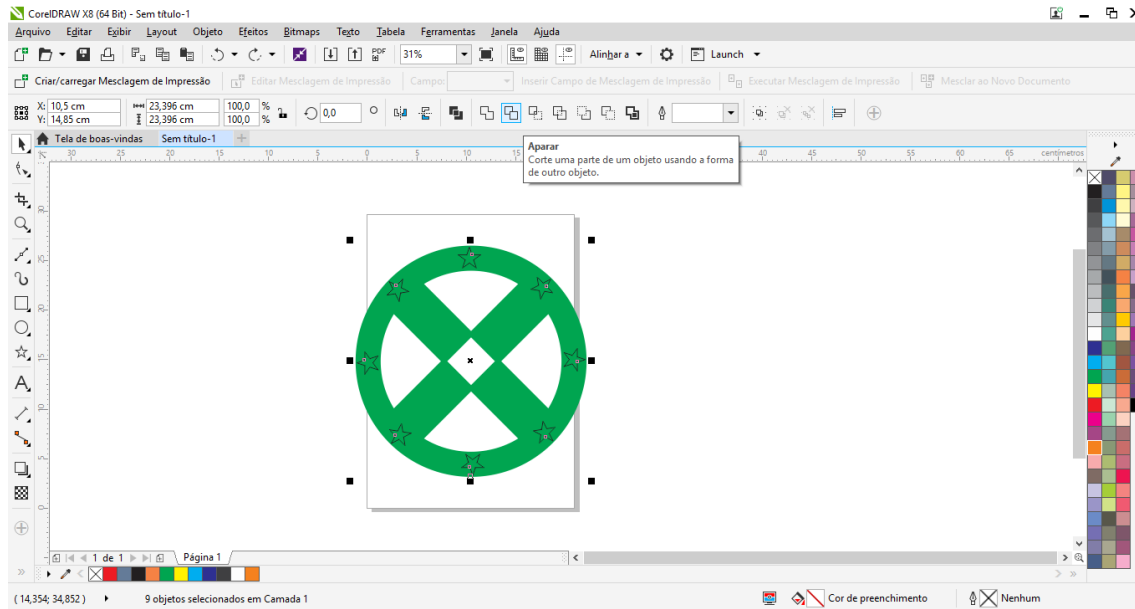 CorelDRAW X8 (64 Bit) - Sem título-1
Arquivo Editar Exibir Layout Objeto Efeitos Bitmaps Texto Tabela Ferramentas Janela Ajuda
PDF 31% Alinhar a Launch
Criar/carregar Mesclagem de Impressão Editar Mesclagem de Impressão Campo: Inserir Campo de Mesclagem de Impressão Executar Mesclagem de Impressão Mesclar ao Novo Documento
X: 10,5 cm 23,396 cm 100,0 % 0,0 °
Y: 14,85 cm 23,396 cm 100,0 %
Tela de boas-vindas Sem título-1
30 25 20 15 10 5 0 5 10 15 40 45 50 55 60 65 centímetros
Aparar
Corte uma parte de um objeto usando a forma
de outro objeto.
1 de 1 Página 1
(14,354; 34,852) 9 objetos selecionados em Camada 1 Cor de preenchimento Nenhum